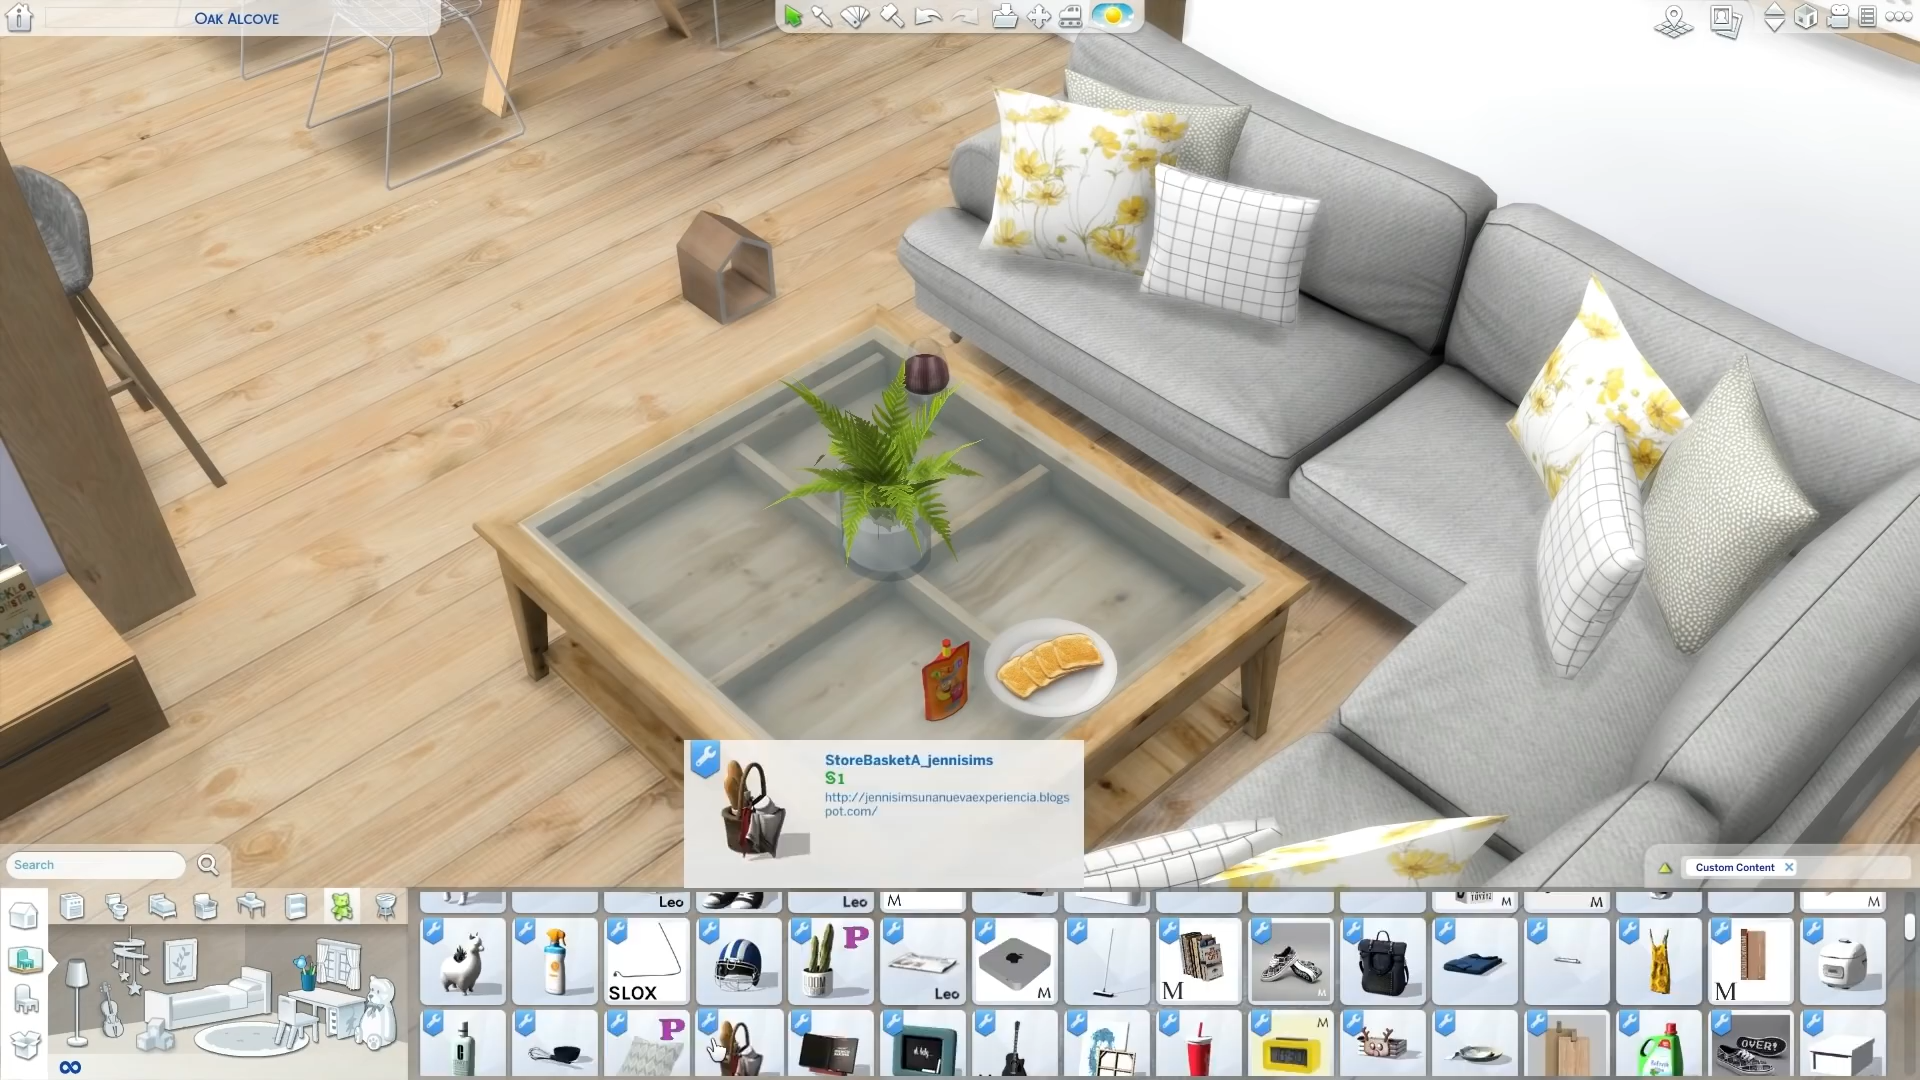 OAK ALCOVE
StoreBasketA_jennisims
§1
http://jennisimsunanuevaexperiencia.blogs
pot.com/
Search
Custom Content
Leo
Leo
M
M
M
M
SLOX
P
Leo
M
M
M
M
P
M
OVER!